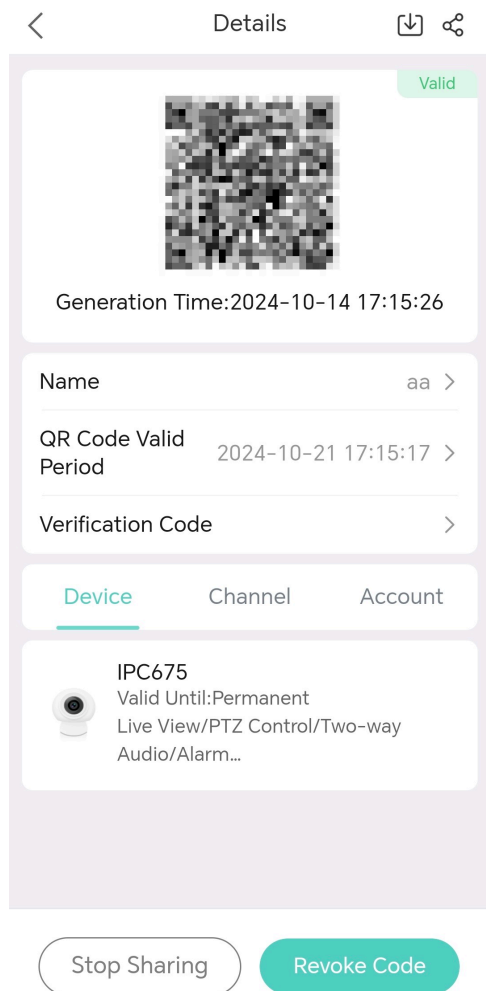 Details
Valid
Generation Time:2024-10-14 17:15:26
Name aa
QR Code Valid
Period
2024-10-21 17:15:17
Verification Code
Device Channel Account
IPC675
Valid Until:Permanent
Live View/PTZ Control/Two-way
Audio/Alarm...
Stop Sharing Revoke Code